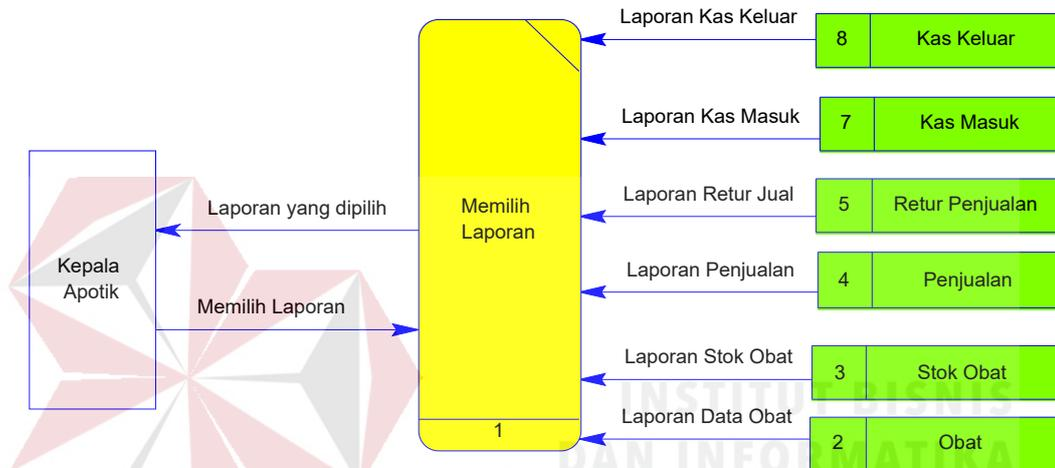 Laporan Kas Keluar
8 Kas Keluar
Laporan Kas Masuk
7 Kas Masuk
Laporan Retur Jual
5 Retur Penjualan
Laporan yang dipilih
Memilih
Laporan
Kepala
Apotik
Laporan Penjualan
4 Penjualan
Memilih Laporan
Laporan Stok Obat
3 Stok Obat
Laporan Data Obat
2 Obat
1
INSTITUT BISNIS
DAN INFORMATIKA